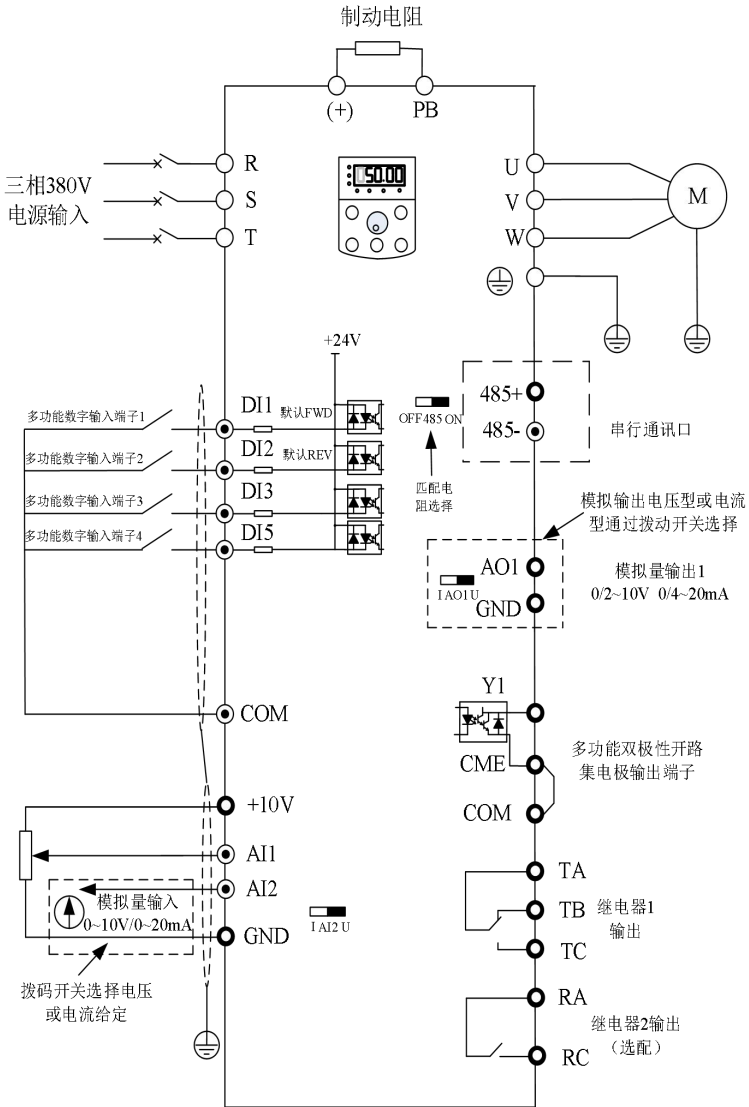 制动电阻
(+)
PB
R
S
T
三相380V
电源输入
50.00
U
V
W
M
+24V
多功能数字输入端子1
DI1
默认FWD
多功能数字输入端子2
DI2
默认REV
多功能数字输入端子3
DI3
多功能数字输入端子4
DI5
OFF485 ON
匹配电
阻选择
485+
485-
串行通讯口
模拟输出电压型或电流
型通过拨动开关选择
AO1
I AO1U
GND
模拟量输出1
0/2~10V 0/4~20mA
Y1
COM
CME
COM
多功能双极性开路
集电极输出端子
+10V
AI1
AI2
模拟量输入
0~10V/0~20mA
GND
I AI2 U
拨码开关选择电压
或电流给定
TA
TB
TC
继电器1
输出
RA
RC
继电器2输出
（选配）